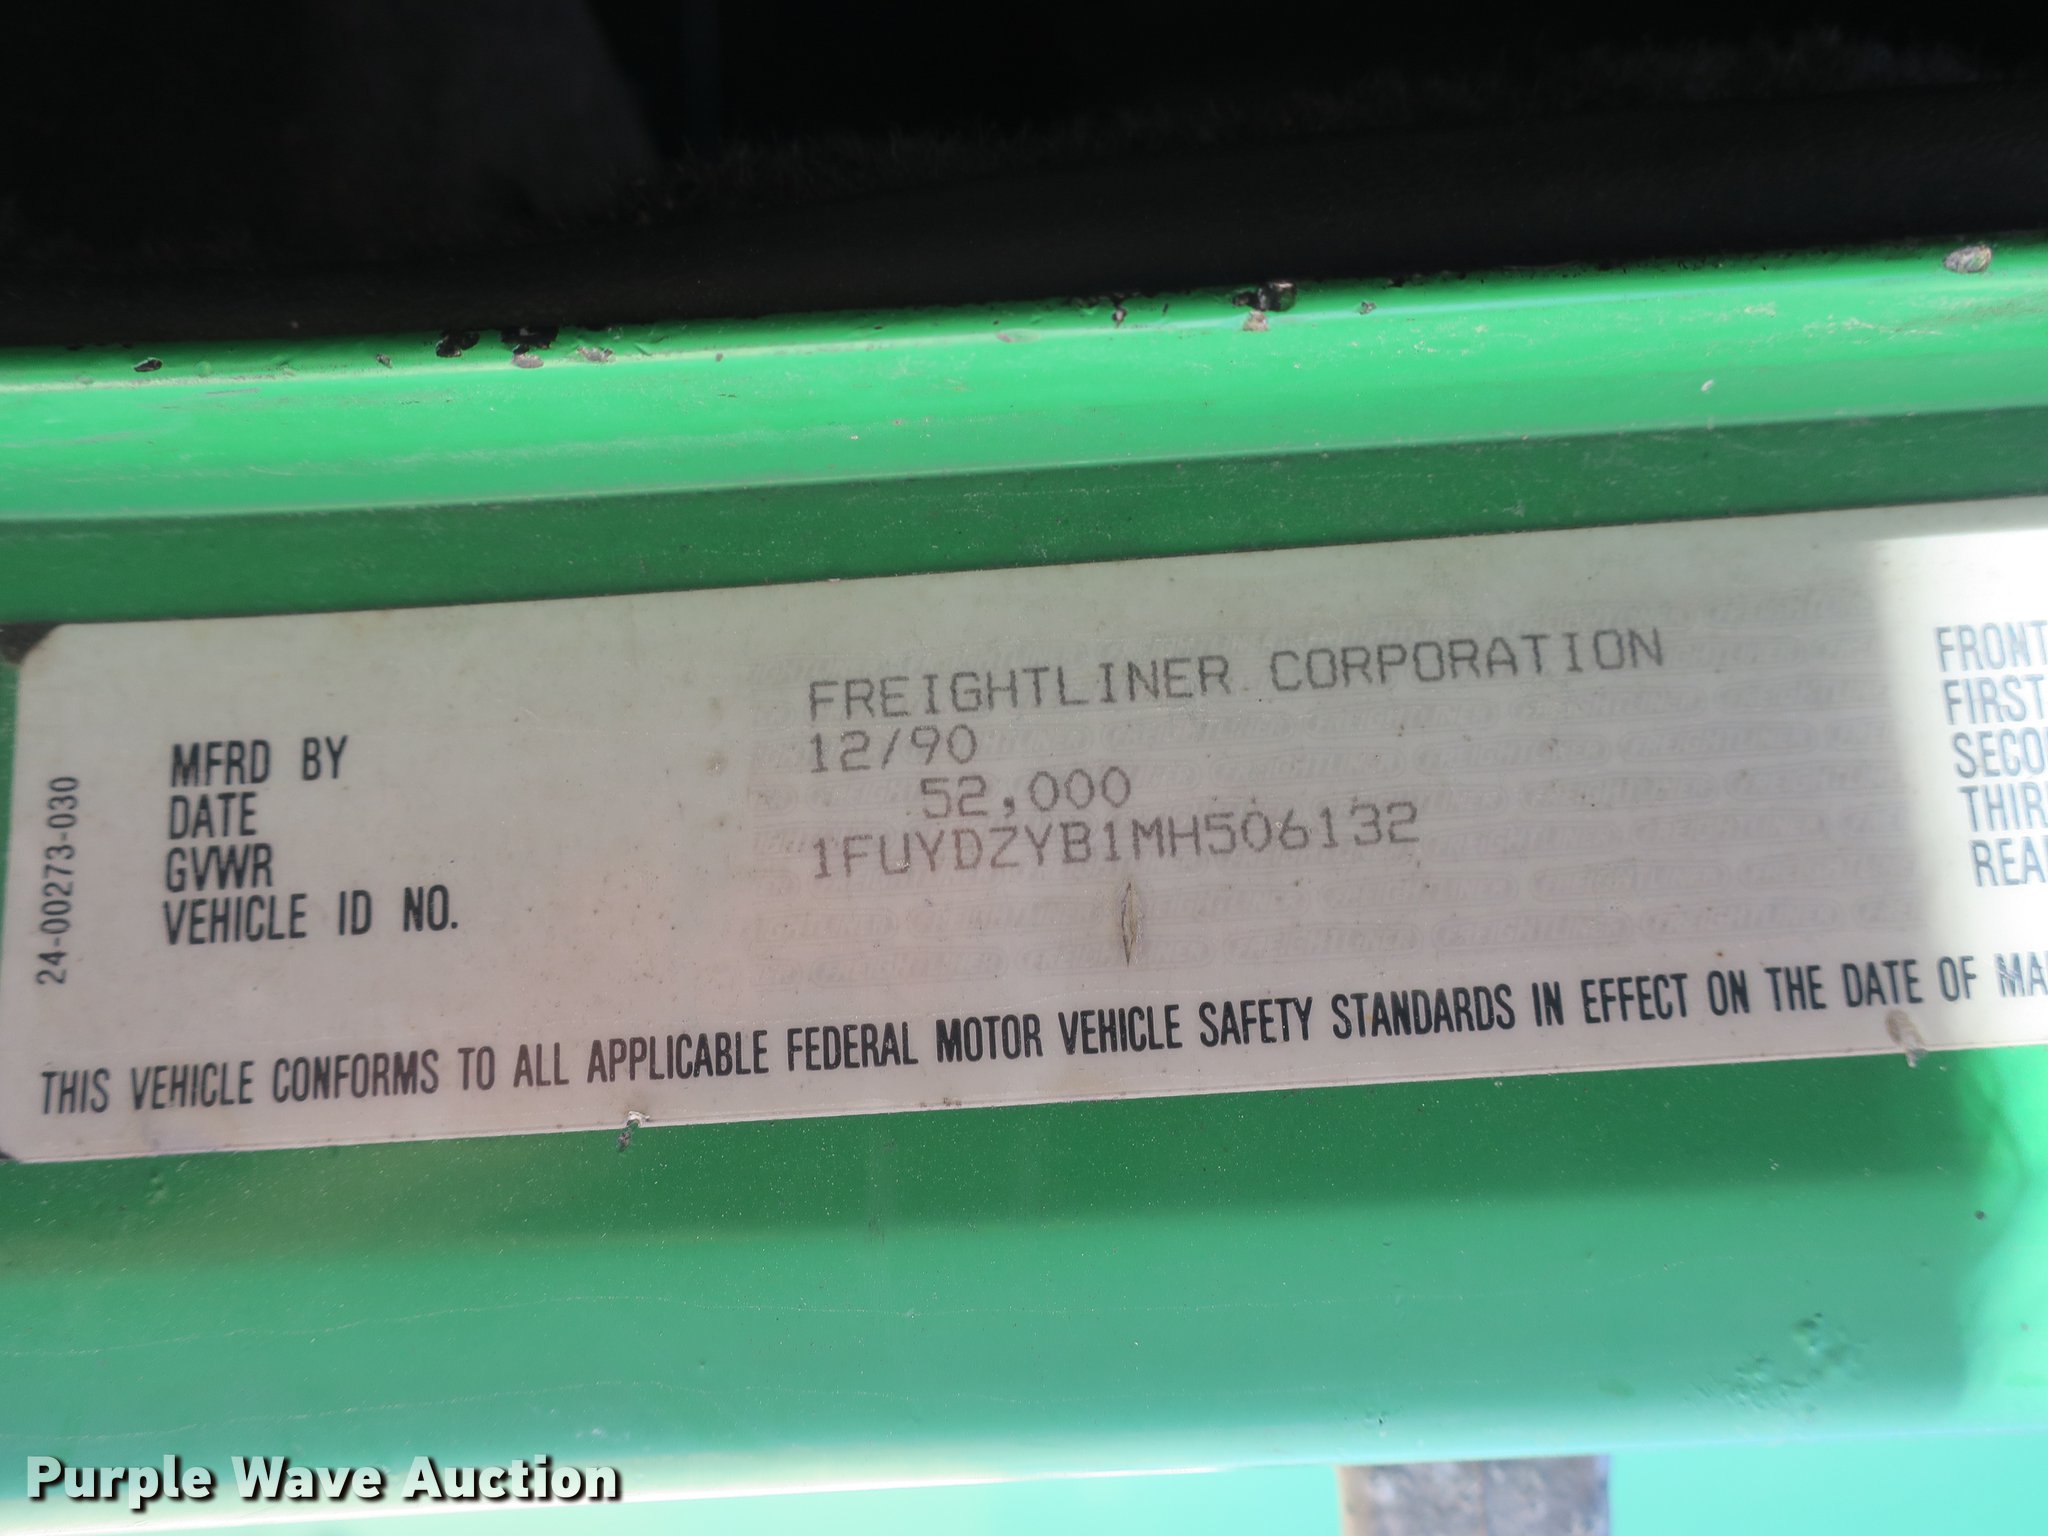 FREIGHTLINER CORPORATION
MFRD BY
12/90
DATE
52,000
GVWR
1FUYDZYB1MH506132
VEHICLE ID NO.
24-00273-030
FRONT
FIRST
SECO
THIR
REA
THIS VEHICLE CONFORMS TO ALL APPLICABLE FEDERAL MOTOR VEHICLE SAFETY STANDARDS IN EFFECT ON THE DATE OF MA
Purple Wave Auction